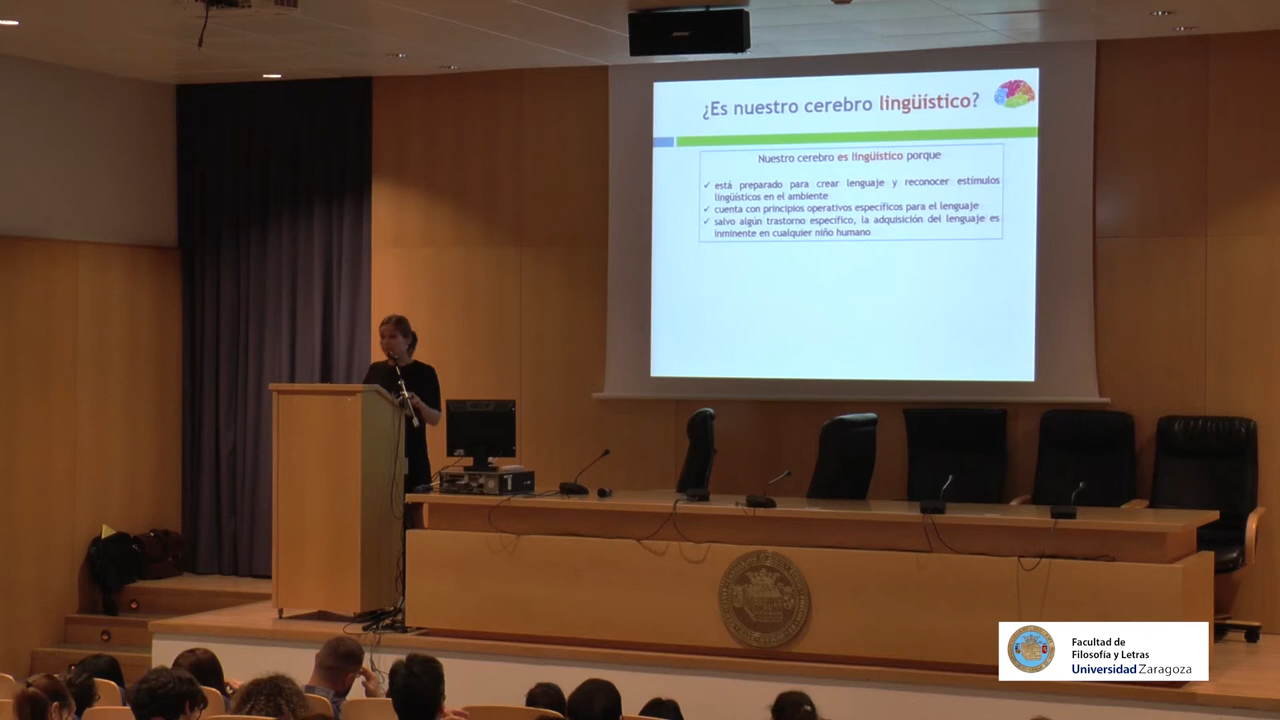 ¿Es nuestro cerebro lingüístico?
Nuestro cerebro es lingüístico porque
✓ está preparado para crear lenguaje y reconocer estímulos
lingüísticos en el ambiente
✓ cuenta con principios operativos específicos para el lenguaje
✓ salvo algún trastorno específico, la adquisición del lenguaje es
inminente en cualquier niño humano
Facultad de
Filosofía y Letras
Universidad Zaragoza